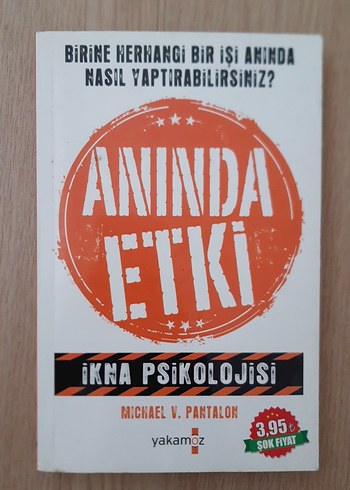 BİRİNE HERHANGİ BİR İŞİ ANINDA
NASIL YAPTIRABİLİRSİNİZ?
ANINDA
ETKİ
İKNA PSİKOLOJİSİ
MICHAEL V. PANTALON
yakamoz
3,95₺
ŞOK FİYAT